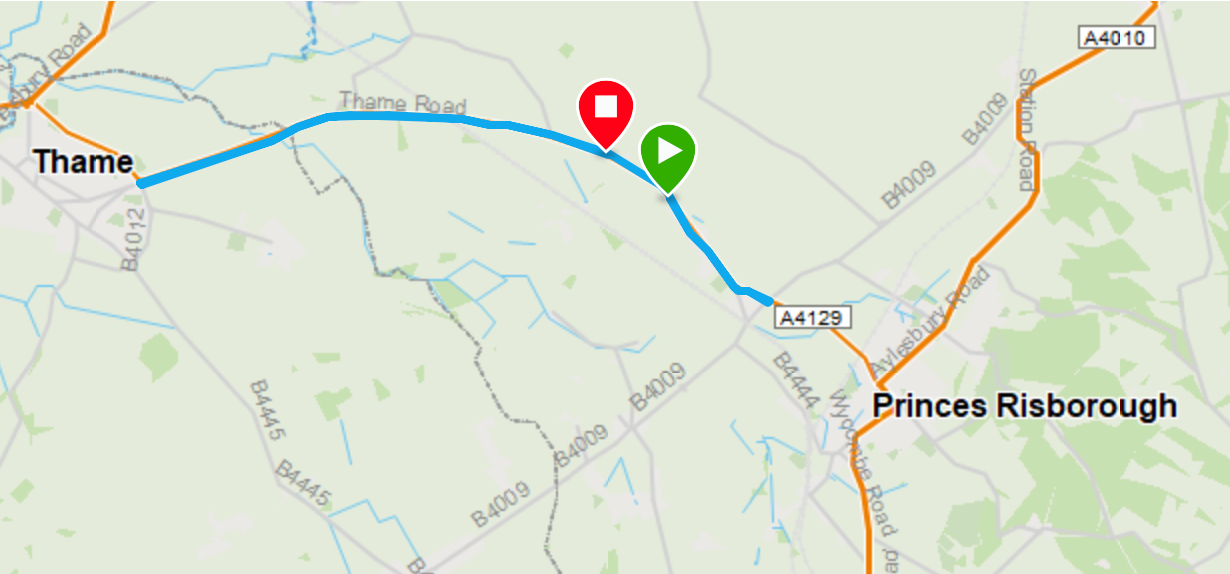 A4010
Thame Road
Station Road
B4009
Thame
B4009
B4012
A4129
Aylesbury Road
B4444
B4009
Princes Risborough
B4445
Wycombe Road
B4009
B4445
B4009